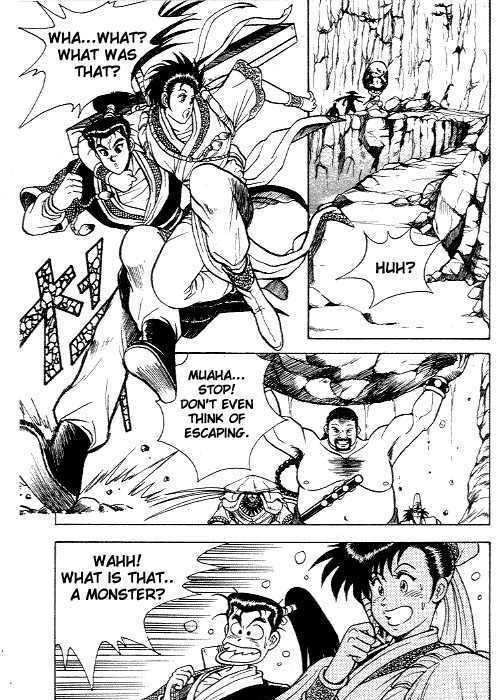 WHA...WHAT?
WHAT WAS
THAT?
HUH?
MUAHA...
STOP!
DON'T EVEN
THINK OF
ESCAPING.
WAHH!
WHAT IS THAT..
A MONSTER?